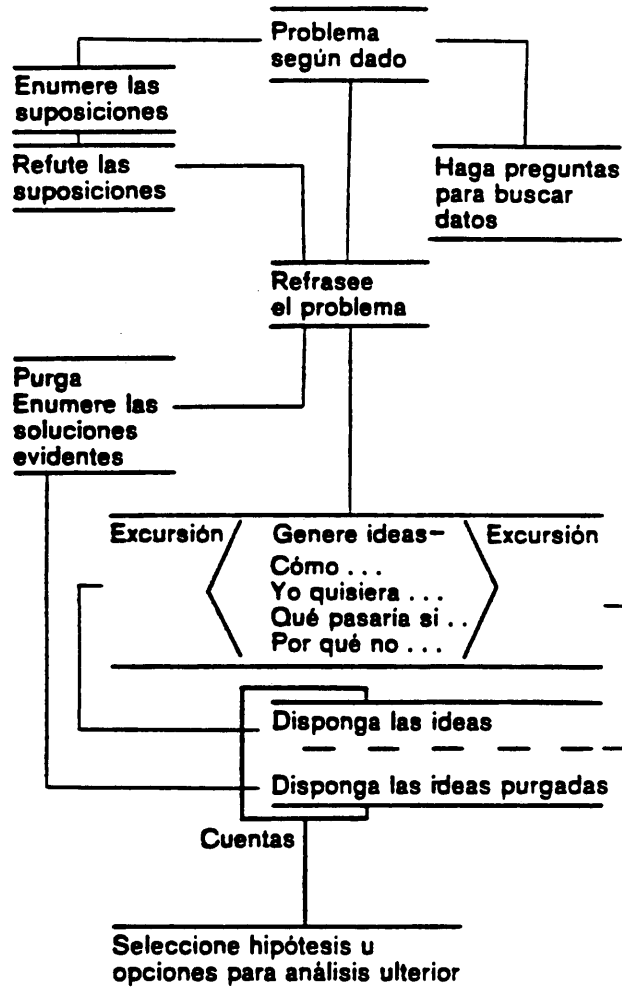 Problema
según dado
Enumere las
suposiciones
Refute las
suposiciones
Haga preguntas
para buscar
datos
Refrasee
el problema
Purga
Enumere las
soluciones
evidentes
Excursión
Genere ideas–
Cómo . . .
Yo quisiera . . .
Qué pasaría si . .
Por qué no . . .
Excursión
Disponga las ideas
Disponga las ideas purgadas
Cuentas
Seleccione hipótesis u
opciones para análisis ulterior